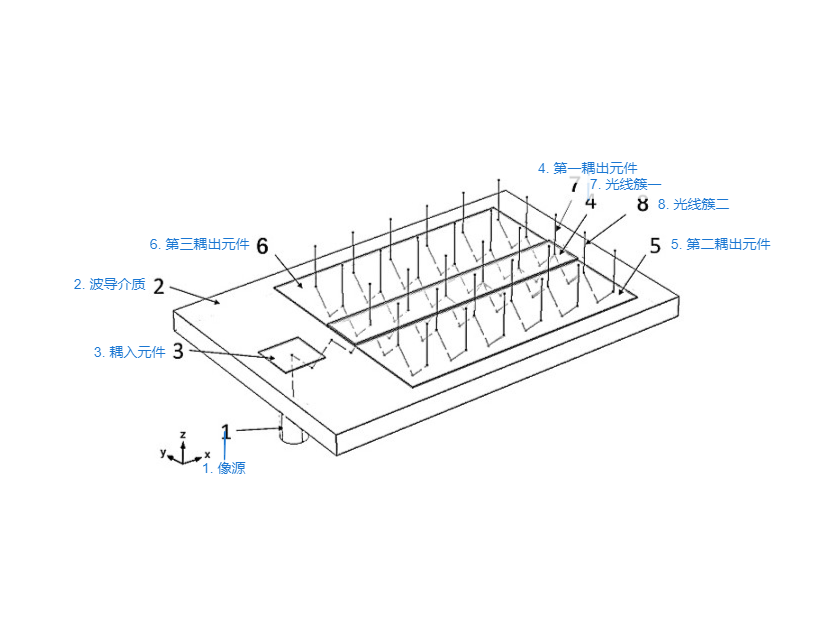 4. 第一耦出元件
7 7. 光线簇一
4 8 8. 光线簇二
6. 第三耦出元件 6 5 5. 第二耦出元件
2. 波导介质 2
3. 耦入元件 3
1
z
y x
1. 像源